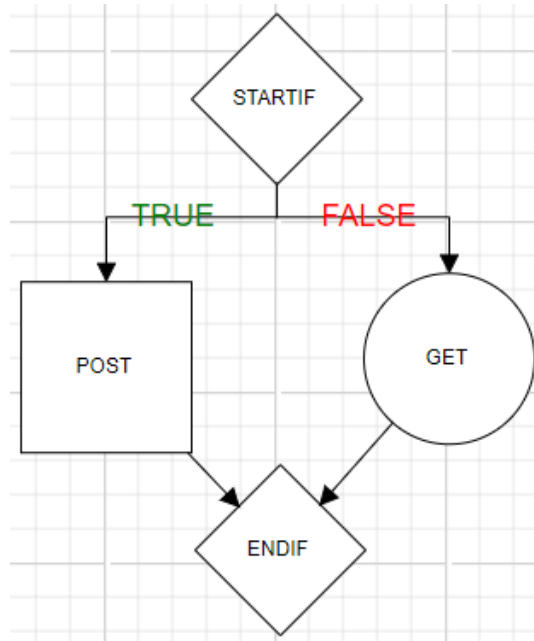 STARTIF
TRUE
FALSE
POST
GET
ENDIF